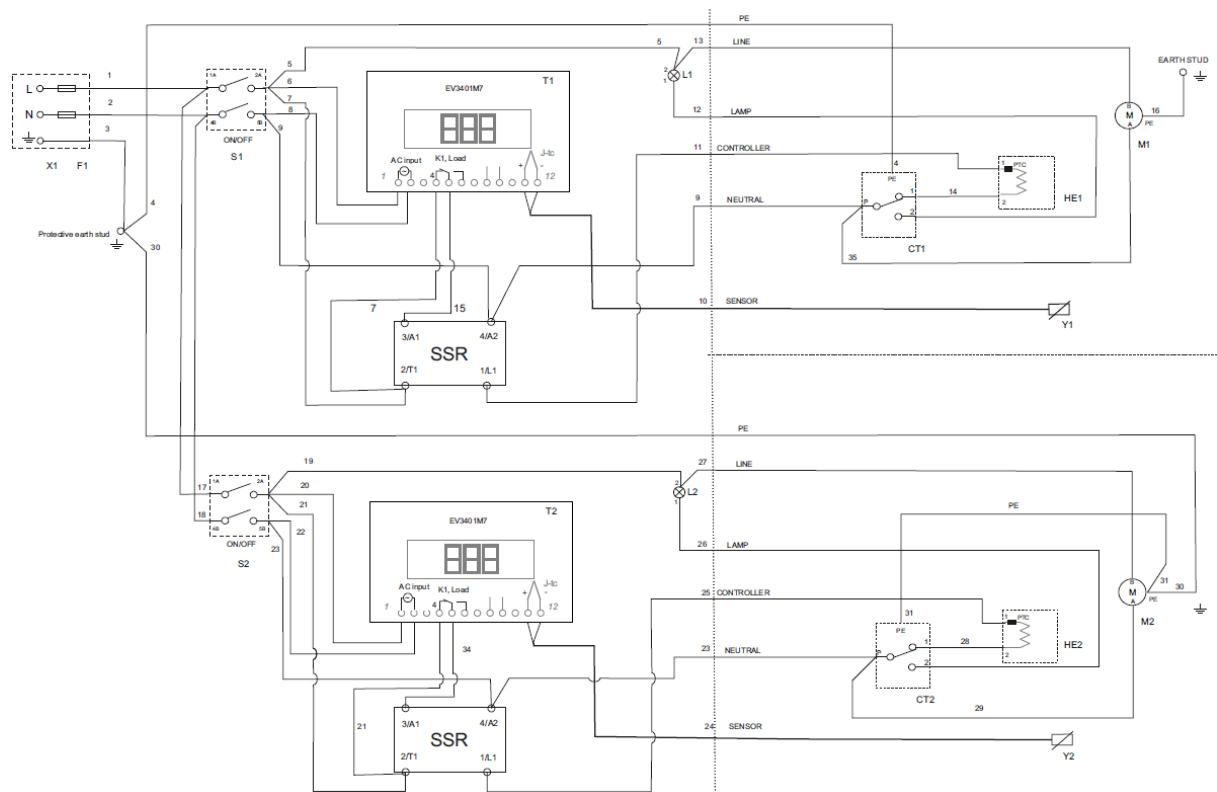 PE
5
13
LINE
EARTH STUD
1
1A
2A
5
6
7
2
1
L1
T1
EV3401M7
L
2
4B
5B
8
9
12
LAMP
B
M
A
16
PE
M1
N
3
ON/OFF
S1
X1
F1
AC input
K1, Load
J-tc
1
4
+
-
12
11
CONTROLLER
4
PE
1
PTC
14
2
HE1
9
NEUTRAL
P
1
2
CT1
4
Protective earth stud
30
35
7
15
10
SENSOR
Y1
3/A1
4/A2
SSR
2/T1
1/L1
PE
19
27
LINE
17
1A
2A
20
21
2
1
L2
T2
EV3401M7
PE
18
4B
5B
22
23
ON/OFF
S2
26
LAMP
AC input
K1, Load
J-tc
1
4
+
-
12
25
CONTROLLER
31
B
M
A
31
30
PE
M2
PE
1
PTC
28
2
HE2
34
23
NEUTRAL
P
1
2
CT2
29
21
3/A1
4/A2
SSR
2/T1
1/L1
24
SENSOR
Y2